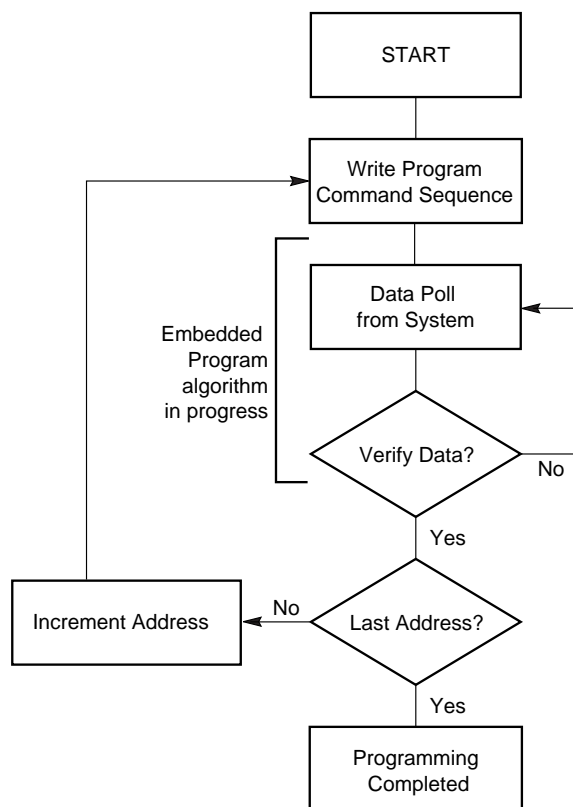 START
Write Program
Command Sequence
Data Poll
from System
Embedded
Program
algorithm
in progress
Verify Data?
No
Yes
Increment Address
No
Last Address?
Yes
Programming
Completed